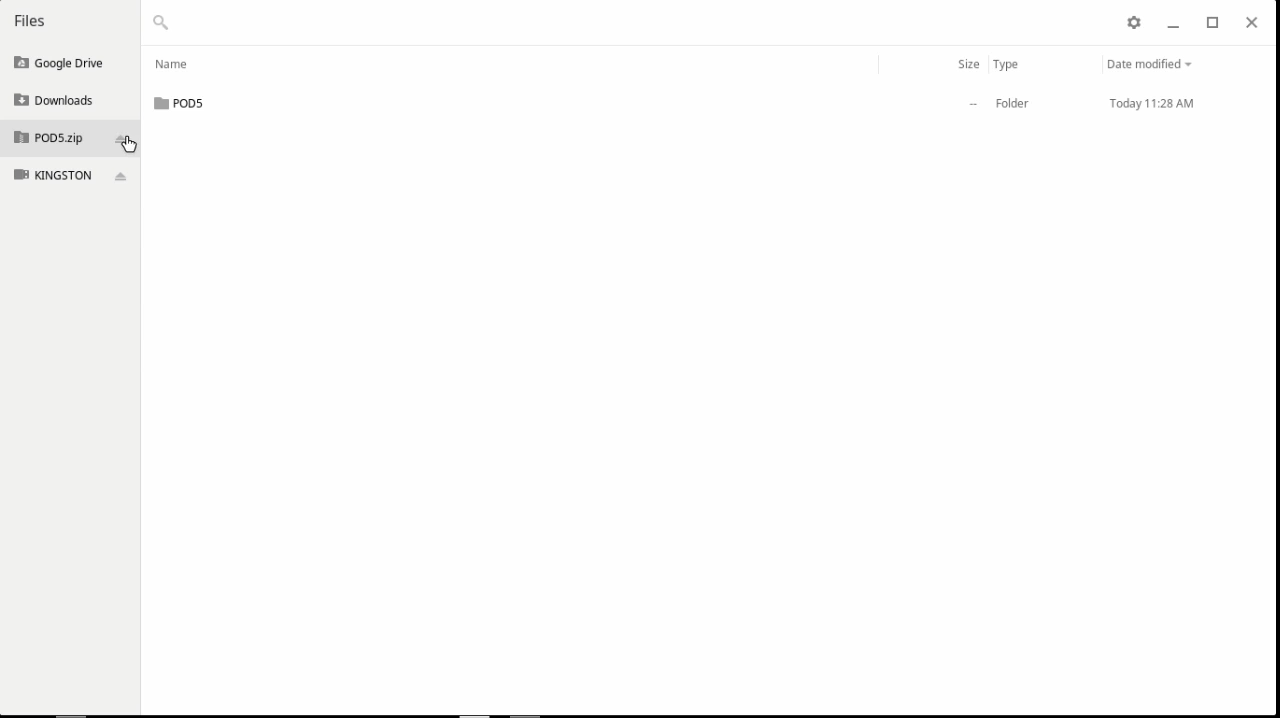 Files
Google Drive
Downloads
POD5.zip
KINGSTON
Name Size Type Date modified
POD5 -- Folder Today 11:28 AM